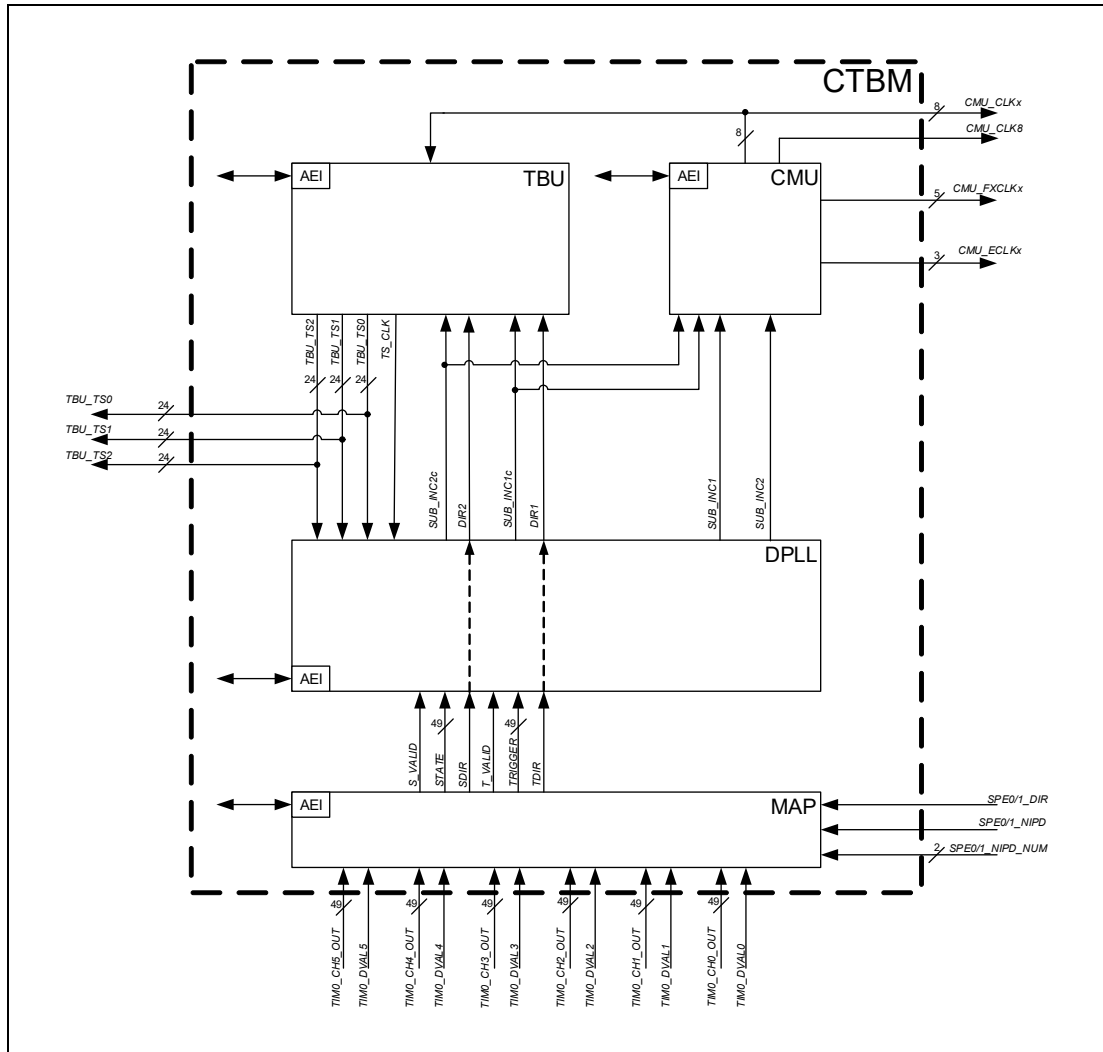 CTBM
8 CMU_CLKx
8 CMU_CLK8
AEI TBU AEI CMU
5 CMU_FXCLKx
3 CMU_ECLKx
TBU_TS2 TBU_TS1 TBU_TS0 TS_CLK
24 24 24
TBU_TS0 24
TBU_TS1 24
TBU_TS2 24
SUB_INC2c DIR2 SUB_INC1c DIR1 SUB_INC1 SUB_INC2
DPLL
AEI
49 49
S_VALID STATE SDIR T_VALID TRIGGER TDIR
AEI MAP
SPE0/1_DIR
SPE0/1_NIPD
2 SPE0/1_NIPD_NUM
49 49 49 49 49 49
TIM0_CH5_OUT TIM0_DVAL5 TIM0_CH4_OUT TIM0_DVAL4 TIM0_CH3_OUT TIM0_DVAL3 TIM0_CH2_OUT TIM0_DVAL2 TIM0_CH1_OUT TIM0_DVAL1 TIM0_CH0_OUT TIM0_DVAL0